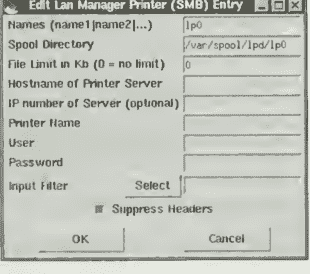 Edit Lan Manager Printer (SMB) Entry
Names (name1|name2|...) lp0
Spool Directory /var/spool/lpd/lp0
File Limit in Kb (0 = no limit) 0
Hostname of Printer Server
IP number of Server (optional)
Printer Name
User
Password
Input Filter Select
Suppress Headers
OK Cancel